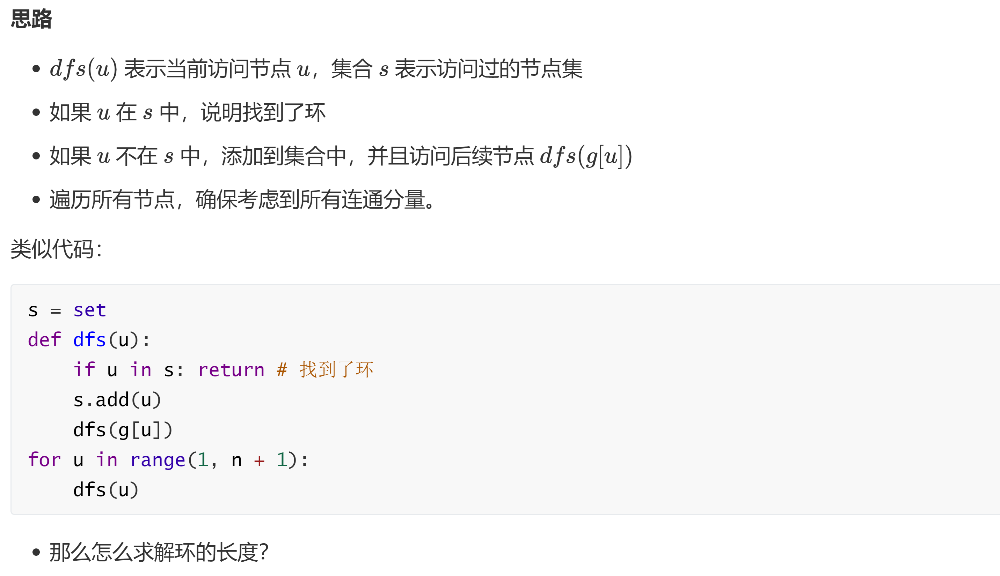 思路
• dfs(u) 表示当前访问节点 u，集合 s 表示访问过的节点集
• 如果 u 在 s 中，说明找到了环
• 如果 u 不在 s 中，添加到集合中，并且访问后续节点 dfs(g[u])
• 遍历所有节点，确保考虑到所有连通分量。
类似代码：
s = set
def dfs(u):
    if u in s: return # 找到了环
    s.add(u)
    dfs(g[u])
for u in range(1, n + 1):
    dfs(u)
• 那么怎么求解环的长度？